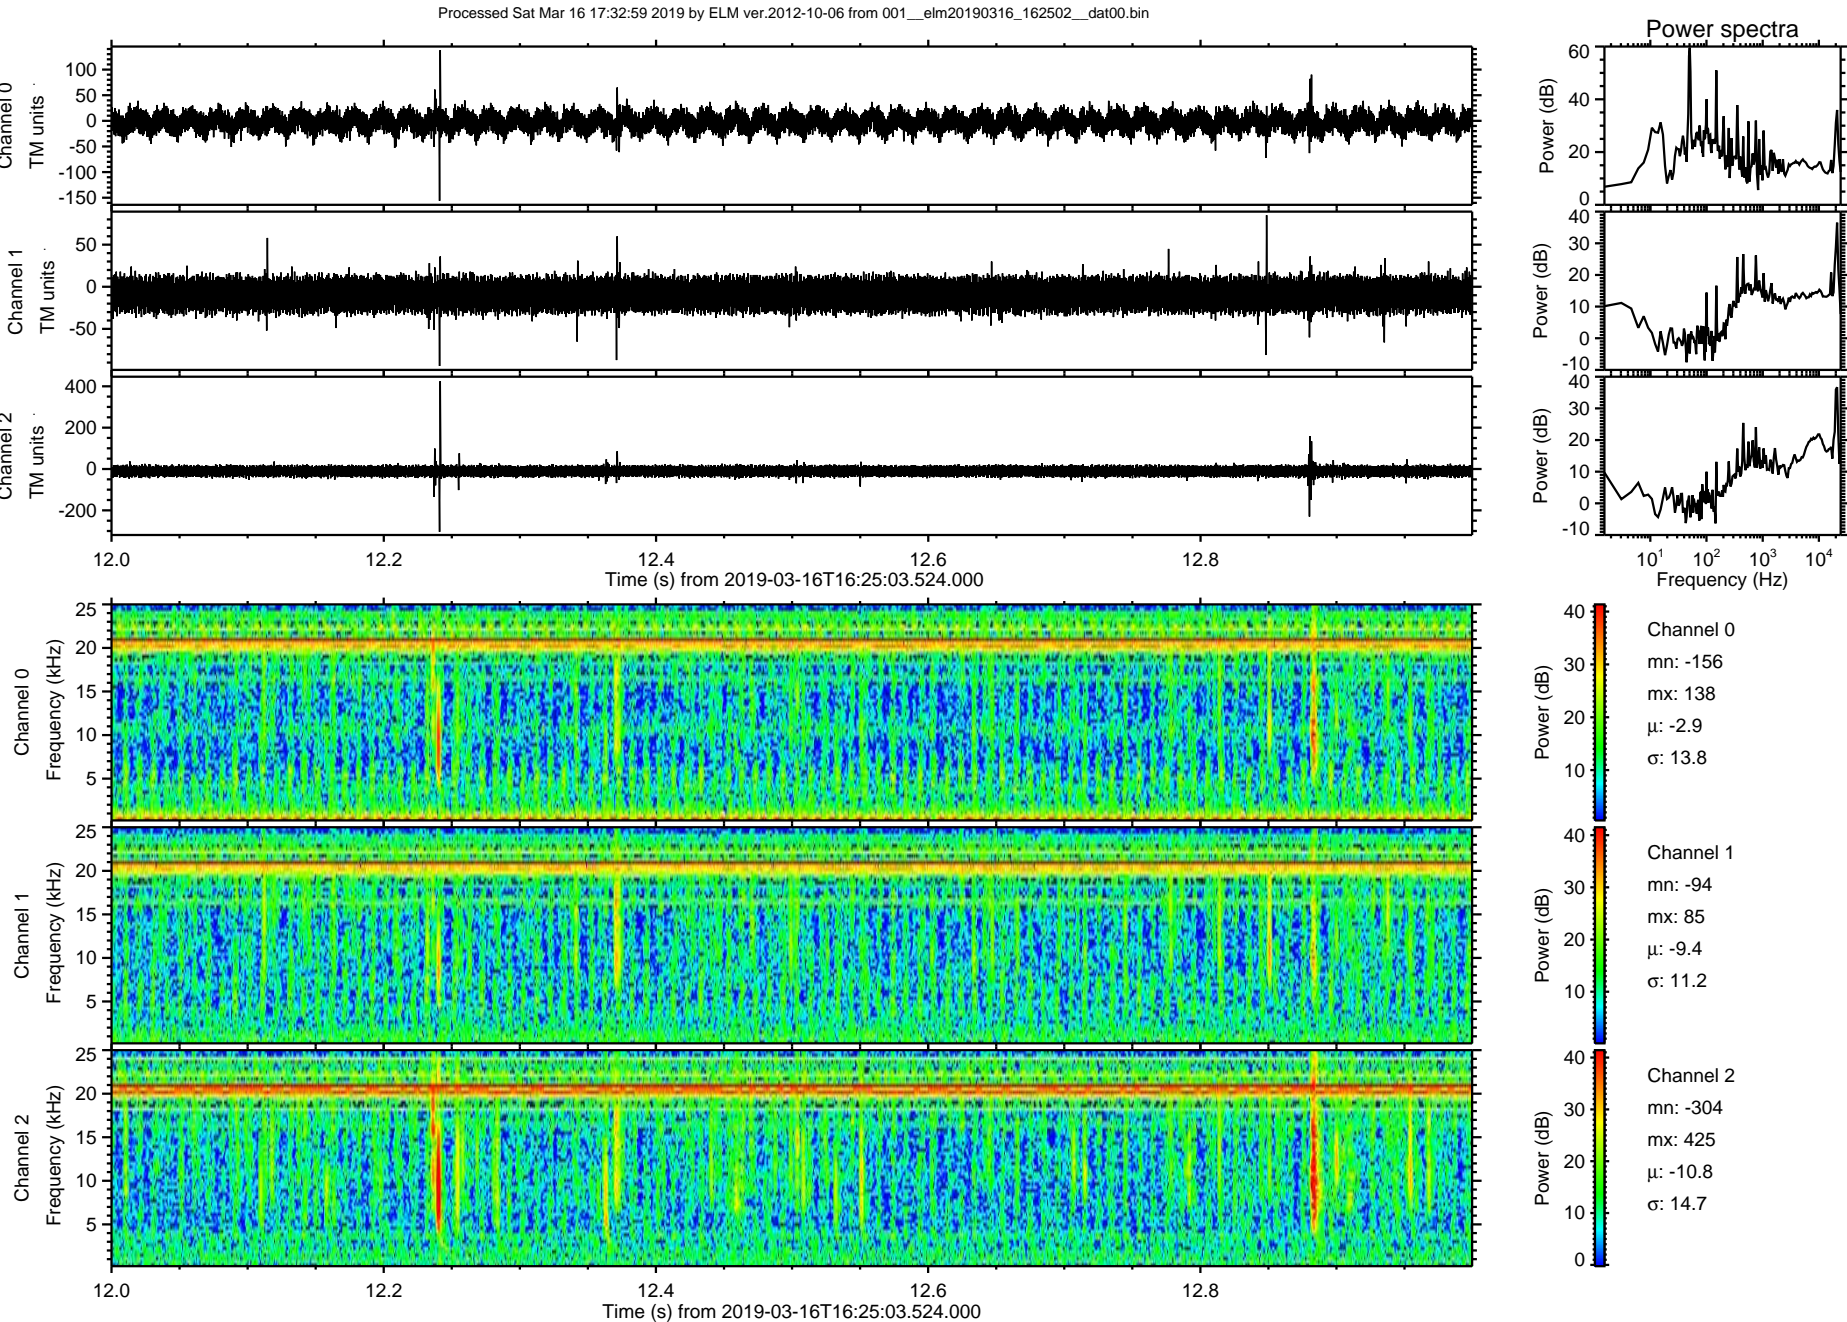 Processed Sat Mar 16 17:32:59 2019 by ELM ver.2012-10-06 from 001__elm20190316_162502__dat00.bin
Power spectra
Channel 0
TM units
100
50
0
-50
-100
-150
Power (dB)
60
40
20
0
Channel 1
TM units
50
0
-50
Power (dB)
40
30
20
10
0
-10
Channel 2
TM units
400
200
0
-200
Power (dB)
40
30
20
10
0
-10
12.0 12.2 12.4 12.6 12.8
Time (s) from 2019-03-16T16:25:03.524.000
10^1 10^2 10^3 10^4
Frequency (Hz)
Channel 0
Frequency (kHz)
25
20
15
10
5
Power (dB)
40
30
20
10
Channel 0
mn: -156
mx: 138
μ: -2.9
σ: 13.8
Channel 1
Frequency (kHz)
25
20
15
10
5
Power (dB)
40
30
20
10
Channel 1
mn: -94
mx: 85
μ: -9.4
σ: 11.2
Channel 2
Frequency (kHz)
25
20
15
10
5
Power (dB)
40
30
20
10
0
Channel 2
mn: -304
mx: 425
μ: -10.8
σ: 14.7
12.0 12.2 12.4 12.6 12.8
Time (s) from 2019-03-16T16:25:03.524.000